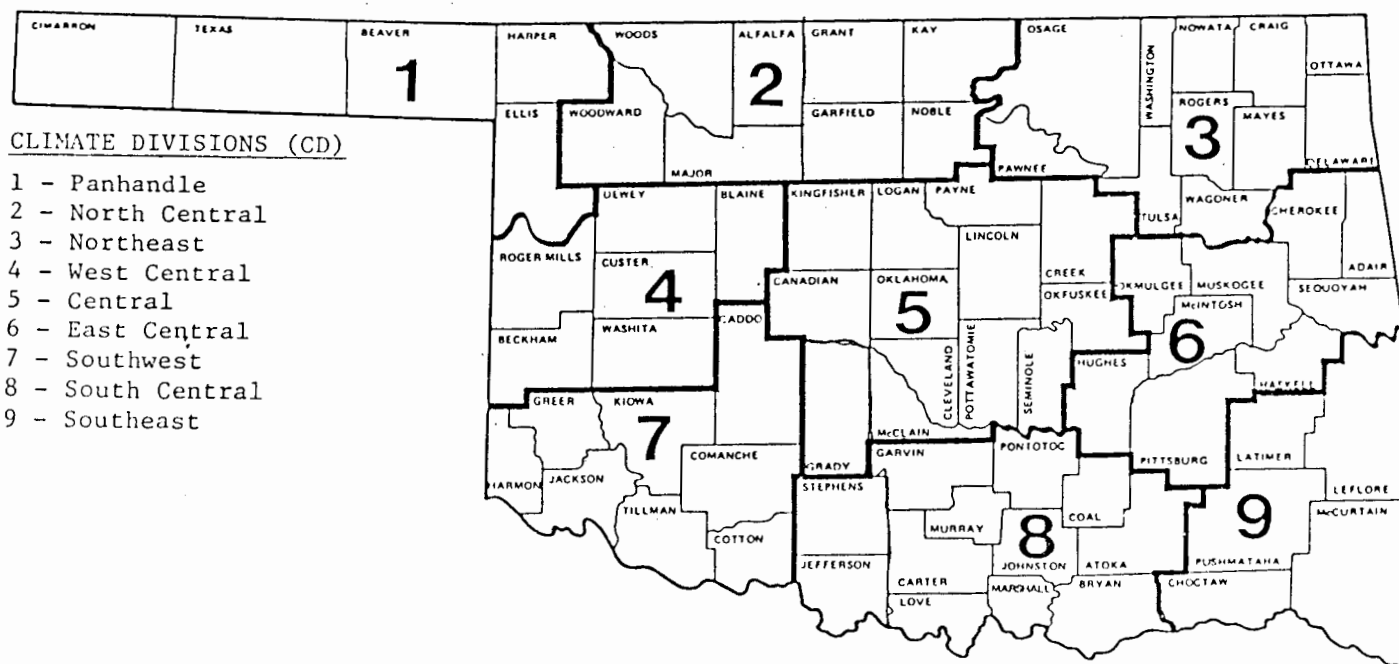 CIMARRON
TEXAS
BEAVER
HARPER
WOODS
ALFALFA
GRANT
KAY
OSAGE
WASHINGTON
NOWATA
CRAIG
OTTAWA
1
2
3
ELLIS
WOODWARD
GARFIELD
NOBLE
ROGERS
MAYES
MAJOR
PAWNEE
DELAWARE
CLIMATE DIVISIONS (CD)
1 - Panhandle
2 - North Central
3 - Northeast
4 - West Central
5 - Central
6 - East Central
7 - Southwest
8 - South Central
9 - Southeast
DEWEY
BLAINE
KINGFISHER
LOGAN
PAYNE
TULSA
WAGONER
CHEROKEE
ROGER MILLS
CUSTER
4
CANADIAN
OKLAHOMA
5
LINCOLN
CREEK
OKFUSKEE
OKMULGEE
MUSKOGEE
SEQUOYAH
ADAIR
McINTOSH
6
BECKHAM
WASHITA
CADDO
CLEVELAND
POTTAWATOMIE
SEMINOLE
HUGHES
HASKELL
GREER
KIOWA
7
McCLAIN
GARVIN
PONTOTOC
PITTSBURG
LATIMER
LEFLORE
HARMON
JACKSON
COMANCHE
GRADY
STEPHENS
TILLMAN
COTTON
MURRAY
8
COAL
9
McCURTAIN
JEFFERSON
CARTER
LOVE
JOHNSTON
MARSHALL
ATOKA
BRYAN
PUSHMATAHA
CHOCTAW